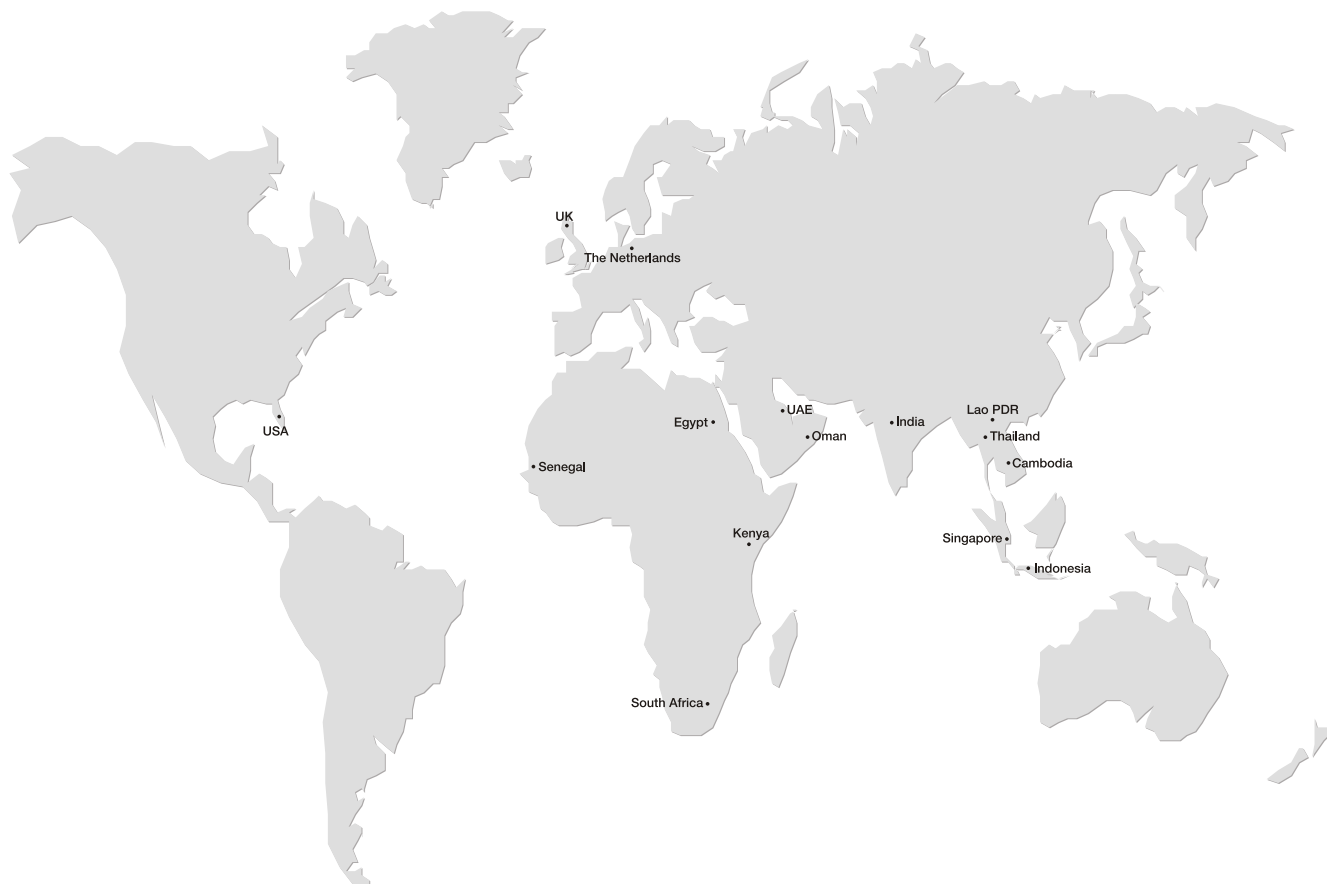 UK
The Netherlands
USA
Egypt
UAE
Oman
India
Lao PDR
Thailand
Cambodia
Senegal
Kenya
Singapore
Indonesia
South Africa